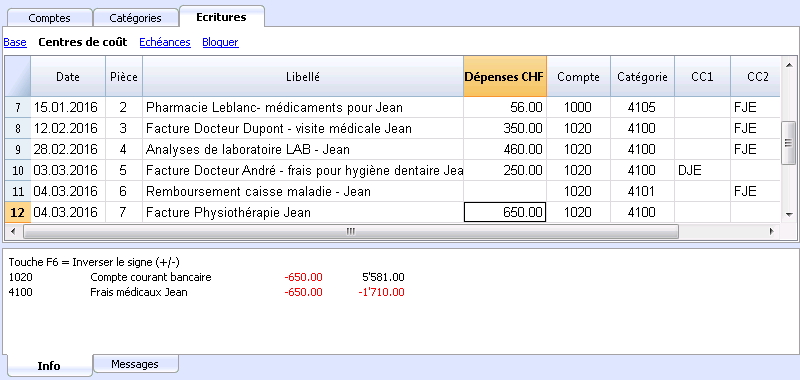 Comptes Catégories Ecritures
Base Centres de coût Echéances Bloquer
Date Pièce Libellé Dépenses CHF Compte Catégorie CC1 CC2
7 15.01.2016 2 Pharmacie Leblanc- médicaments pour Jean 56.00 1000 4105 FJE
8 12.02.2016 3 Facture Docteur Dupont - visite médicale Jean 350.00 1020 4100 FJE
9 28.02.2016 4 Analyses de laboratoire LAB - Jean 460.00 1020 4100 FJE
10 03.03.2016 5 Facture Docteur André - frais pour hygiène dentaire Jea 250.00 1020 4100 DJE
11 04.03.2016 6 Remboursement caisse maladie - Jean 1020 4101 FJE
12 04.03.2016 7 Facture Physiothérapie Jean 650.00 1020 4100
Touche F6 = Inverser le signe (+/-)
1020 Compte courant bancaire -650.00 5'581.00
4100 Frais médicaux Jean -650.00 -1'710.00
Info Messages